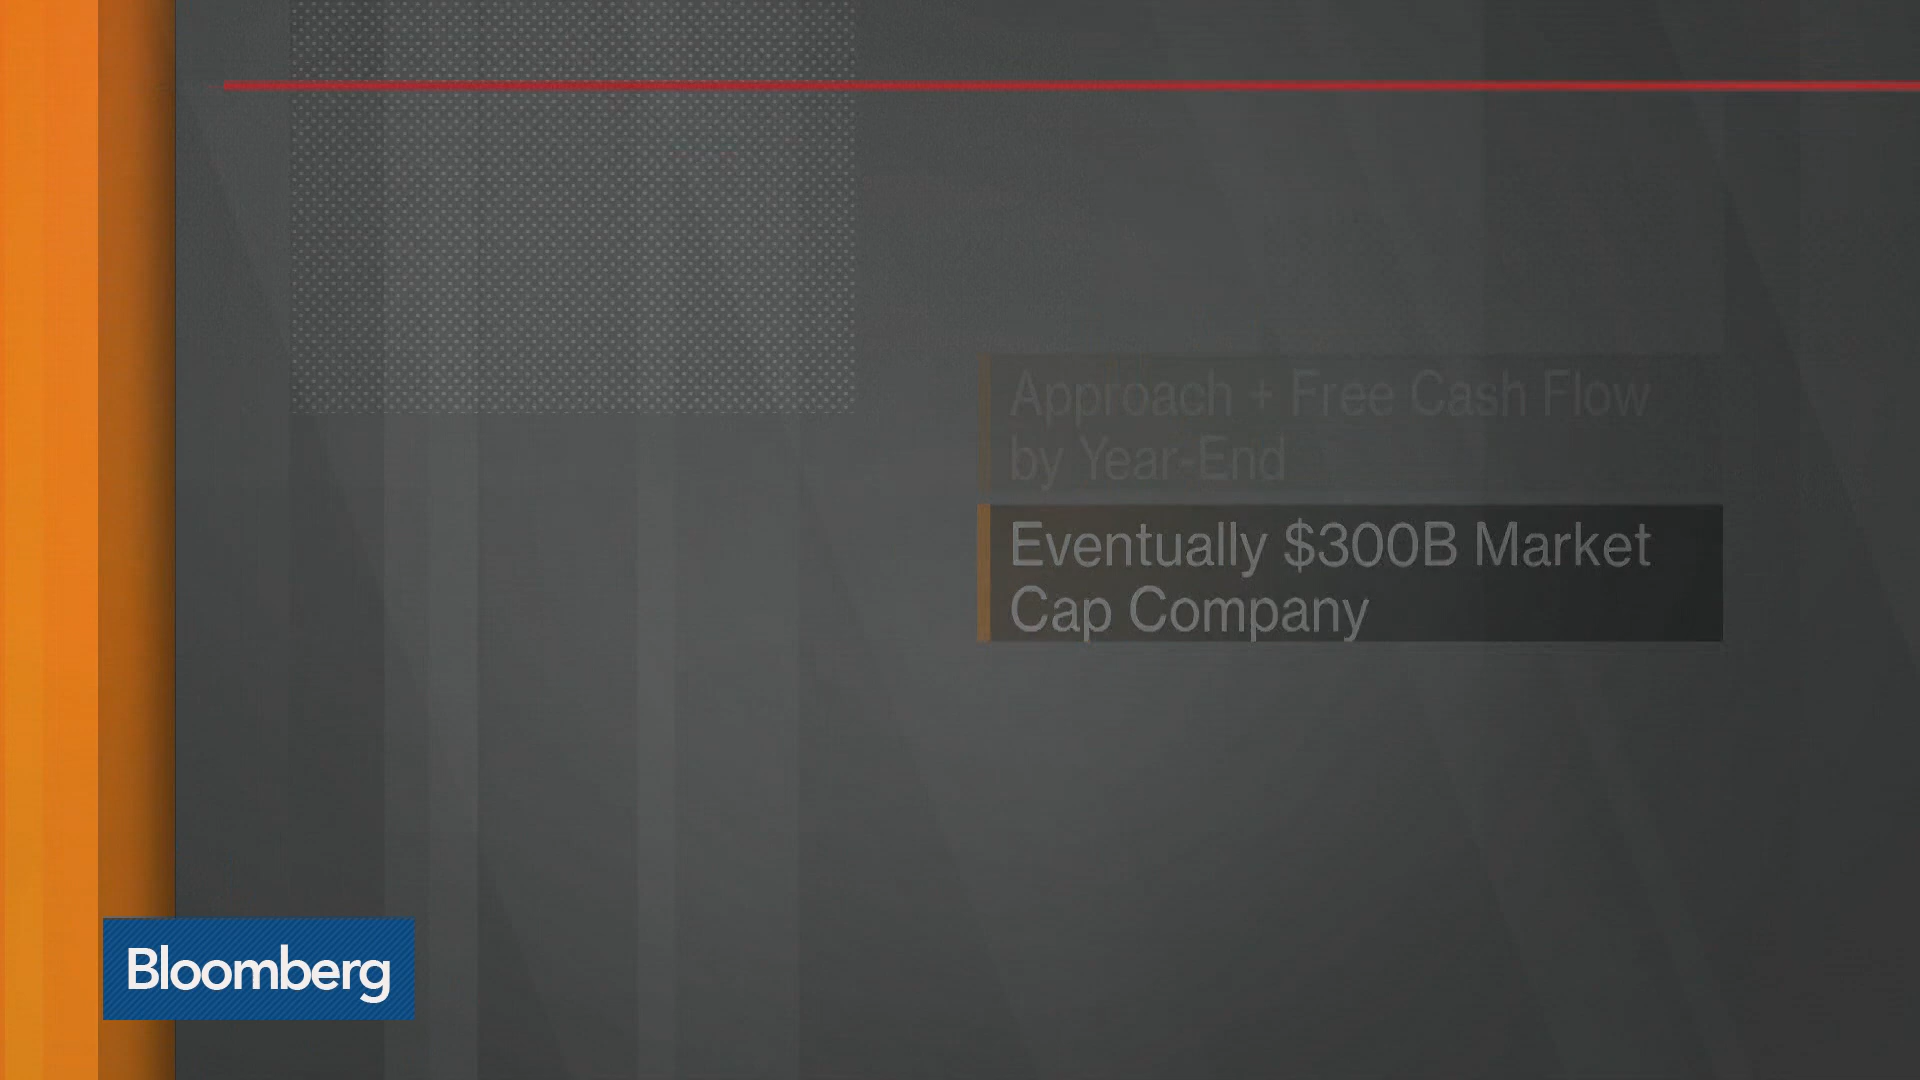 Approach + Free Cash Flow
by Year-End
Eventually $300B Market
Cap Company
Bloomberg